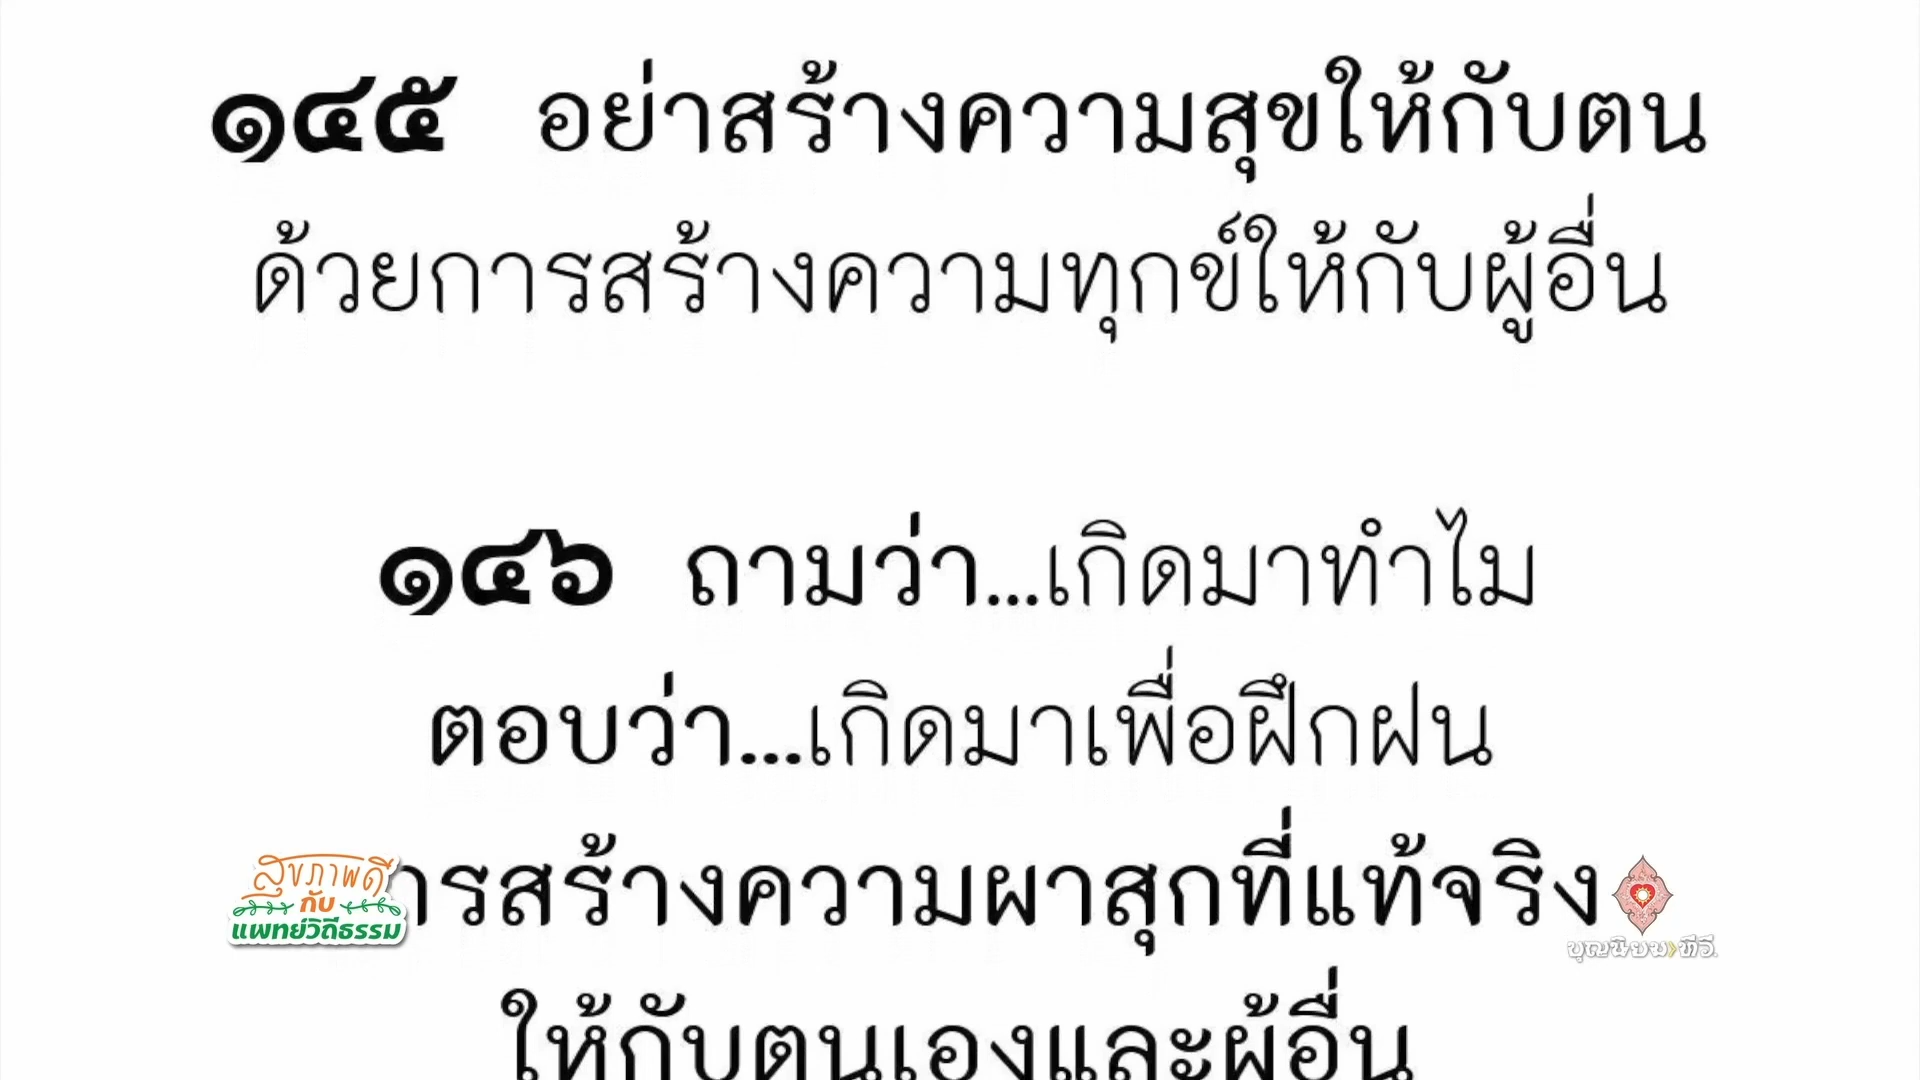 ๑๔๕ อย่าสร้างความสุขให้กับตน
ด้วยการสร้างความทุกข์ให้กับผู้อื่น
๑๔๖ ถามว่า...เกิดมาทำไม
ตอบว่า...เกิดมาเพื่อฝึกฝน
ารสร้างความผาสุกที่แท้จริง
ให้กับตนเองและผู้อื่น
สุขภาพดี
กับ
แพทย์วิถีธรรม
บุญนิยมทีวี